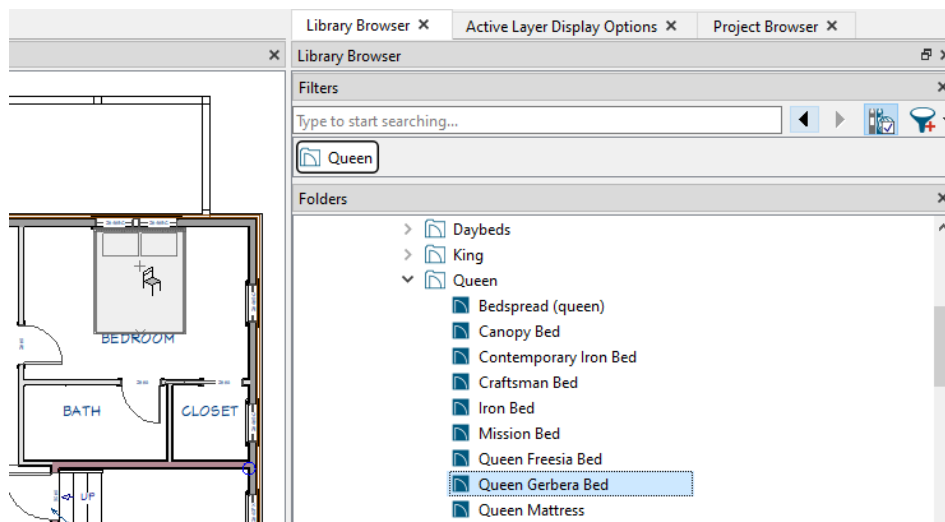 Library Browser
Active Layer Display Options
Project Browser
Library Browser
Filters
Type to start searching...
Queen
Folders
Daybeds
King
Queen
Bedspread (queen)
Canopy Bed
Contemporary Iron Bed
Craftsman Bed
Iron Bed
Mission Bed
Queen Freesia Bed
Queen Gerbera Bed
Queen Mattress
BEDROOM
BATH
CLOSET
UP